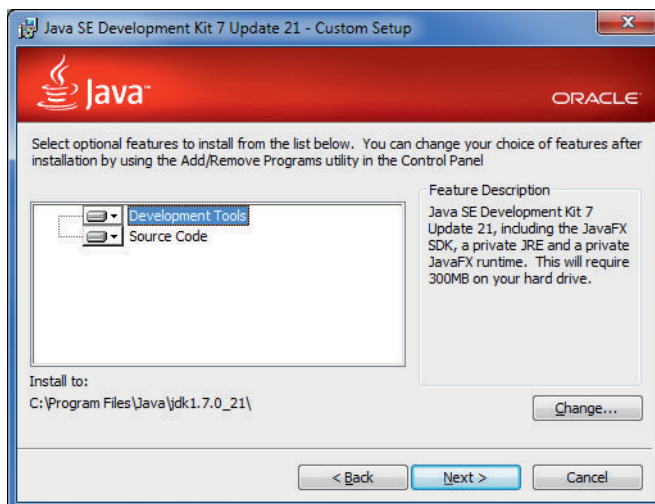 Java SE Development Kit 7 Update 21 - Custom Setup
Java™
ORACLE
Select optional features to install from the list below. You can change your choice of features after
installation by using the Add/Remove Programs utility in the Control Panel
Development Tools
Source Code
Feature Description
Java SE Development Kit 7
Update 21, including the JavaFX
SDK, a private JRE and a private
JavaFX runtime. This will require
300MB on your hard drive.
Install to:
C:\Program Files\Java\jdk1.7.0_21\
Change...
< Back
Next >
Cancel